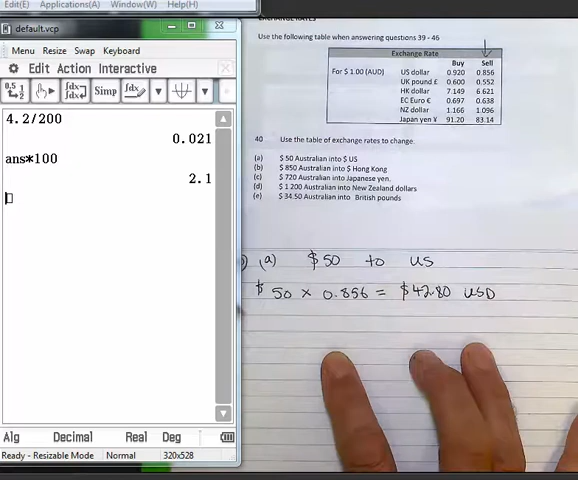 Edit(E) Applications(A) Window(W) Help(H)
default.vcp
Menu Resize Swap Keyboard
Edit Action Interactive
Simp
4.2/200
0.021
ans*100
2.1
Alg Decimal Real Deg
Ready - Resizable Mode Normal 320x528
EXCHANGE RATES
Use the following table when answering questions 39 - 46
Exchange Rate
Buy Sell
For $ 1.00 (AUD) US dollar 0.920 0.856
UK pound £ 0.600 0.552
HK dollar 7.149 6.621
EC Euro € 0.697 0.638
NZ dollar 1.166 1.096
Japan yen ¥ 91.20 83.14
40 Use the table of exchange rates to change.
(a) $ 50 Australian into $ US
(b) $ 850 Australian into $ Hong Kong
(c) $ 720 Australian into Japanese yen.
(d) $ 1 200 Australian into New Zealand dollars
(e) $ 34.50 Australian into British pounds
) (a) $50 to US
$ 50 × 0.856 = $42.80 USD